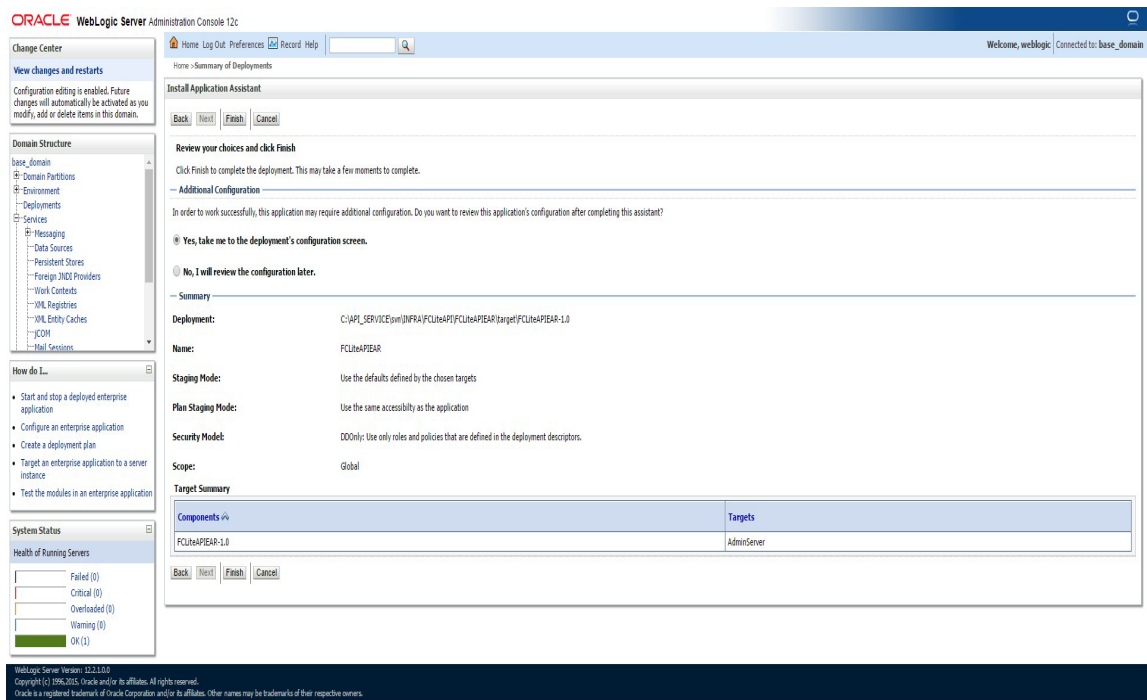 ORACLE WebLogic Server Administration Console 12c
Change Center
View changes and restarts
Configuration editing is enabled. Future
changes will automatically be activated as you
modify, add or delete items in this domain.
Domain Structure
base_domain
Domain Partitions
Environment
Deployments
Services
Messaging
Data Sources
Persistent Stores
Foreign JNDI Providers
Work Contexts
XML Registries
XML Entity Caches
jCOM
Mail Sessions
How do I...
Start and stop a deployed enterprise
application
Configure an enterprise application
Create a deployment plan
Target an enterprise application to a server
instance
Test the modules in an enterprise application
System Status
Health of Running Servers
Failed (0)
Critical (0)
Overloaded (0)
Warning (0)
OK (1)
Home Log Out Preferences Record Help
Welcome, weblogic Connected to: base_domain
Home >Summary of Deployments
Install Application Assistant
Back Next Finish Cancel
Review your choices and click Finish
Click Finish to complete the deployment. This may take a few moments to complete.
Additional Configuration
In order to work successfully, this application may require additional configuration. Do you want to review this application's configuration after completing this assistant?
Yes, take me to the deployment's configuration screen.
No, I will review the configuration later.
Summary
Deployment: C:\API_SERVICE\svn\INFRA\FCLiteAPI\FCLiteAPIEAR\target\FCLiteAPIEAR-1.0
Name: FCLiteAPIEAR
Staging Mode: Use the defaults defined by the chosen targets
Plan Staging Mode: Use the same accessibilty as the application
Security Model: DDOnly: Use only roles and policies that are defined in the deployment descriptors.
Scope: Global
Target Summary
Components Targets
FCLiteAPIEAR-1.0 AdminServer
Back Next Finish Cancel
WebLogic Server Version: 12.2.1.0.0
Copyright (c) 1996,2015, Oracle and/or its affiliates. All rights reserved.
Oracle is a registered trademark of Oracle Corporation and/or its affiliates. Other names may be trademarks of their respective owners.